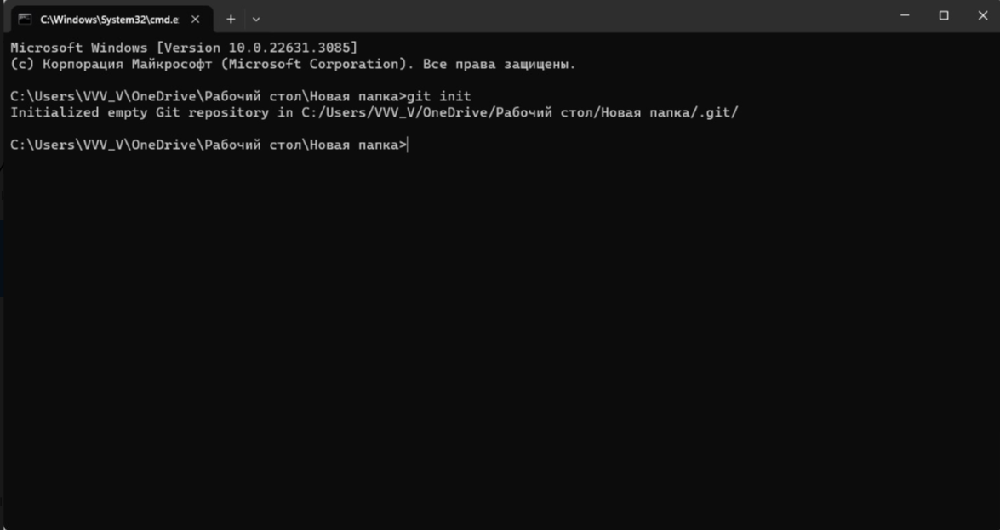 C:\Windows\System32\cmd.e
Microsoft Windows [Version 10.0.22631.3085]
(c) Корпорация Майкрософт (Microsoft Corporation). Все права защищены.
C:\Users\VVV_V\OneDrive\Рабочий стол\Новая папка>git init
Initialized empty Git repository in C:/Users/VVV_V/OneDrive/Рабочий стол/Новая папка/.git/
C:\Users\VVV_V\OneDrive\Рабочий стол\Новая папка>